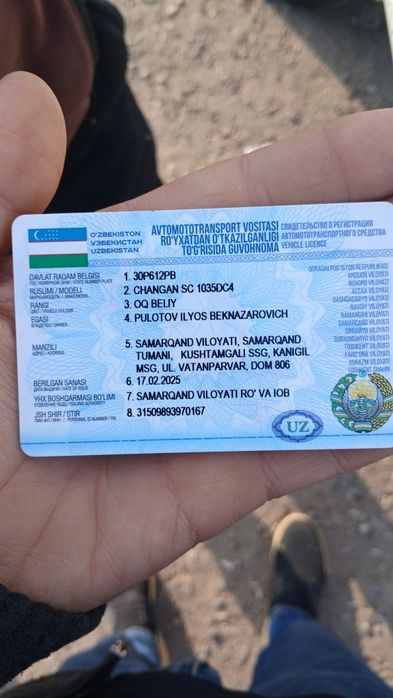 O'ZBEKISTON
ЎЗБЕКИСТАН
UZBEKISTAN
AVTOMOTOTRANSPORT VOSITASI
RO'YXATDAN O'TKAZILGANLIGI
TO'G'RISIDA GUVOHNOMA
СВИДЕТЕЛЬСТВО О РЕГИСТРАЦИИ
АВТОМОТОТРАНСПОРТНОГО СРЕДСТВА
VEHICLE LICENCE
DAVLAT RAQAM BELGISI 1. 30P612PB
RUSUMI / MODELI 2. CHANGAN SC 1035DC4
RANGI 3. OQ BELIY
EGASI 4. PULOTOV ILYOS BEKNAZAROVICH
MANZILI 5. SAMARQAND VILOYATI, SAMARQAND
АДРЕС / ADDRESS TUMANI, KUSHTAMGALI SSG, KANIGIL
MSG, UL. VATANPARVAR, DOM 806
BERILGAN SANASI 6. 17.02.2025
YHX BOSHQARMASI BO'LIMI 7. SAMARQAND VILOYATI RO' VA IOB
JSH SHIR / STIR 8. 31509893970167
QORAQALPOG'ISTON RESPUBLIKASI
ANDIJON VILOYATI
BUXORO VILOYATI
JIZZAX VILOYATI
QASHQADARYO VILOYATI
NAVOIY VILOYATI
NAMANGAN VILOYATI
SAMARQAND VILOYATI
SIRDARYO VILOYATI
TOSHKENT VILOYATI
FARG'ONA VILOYATI
XORAZM VILOYATI
TOSHKENT SHAHRI
UZ